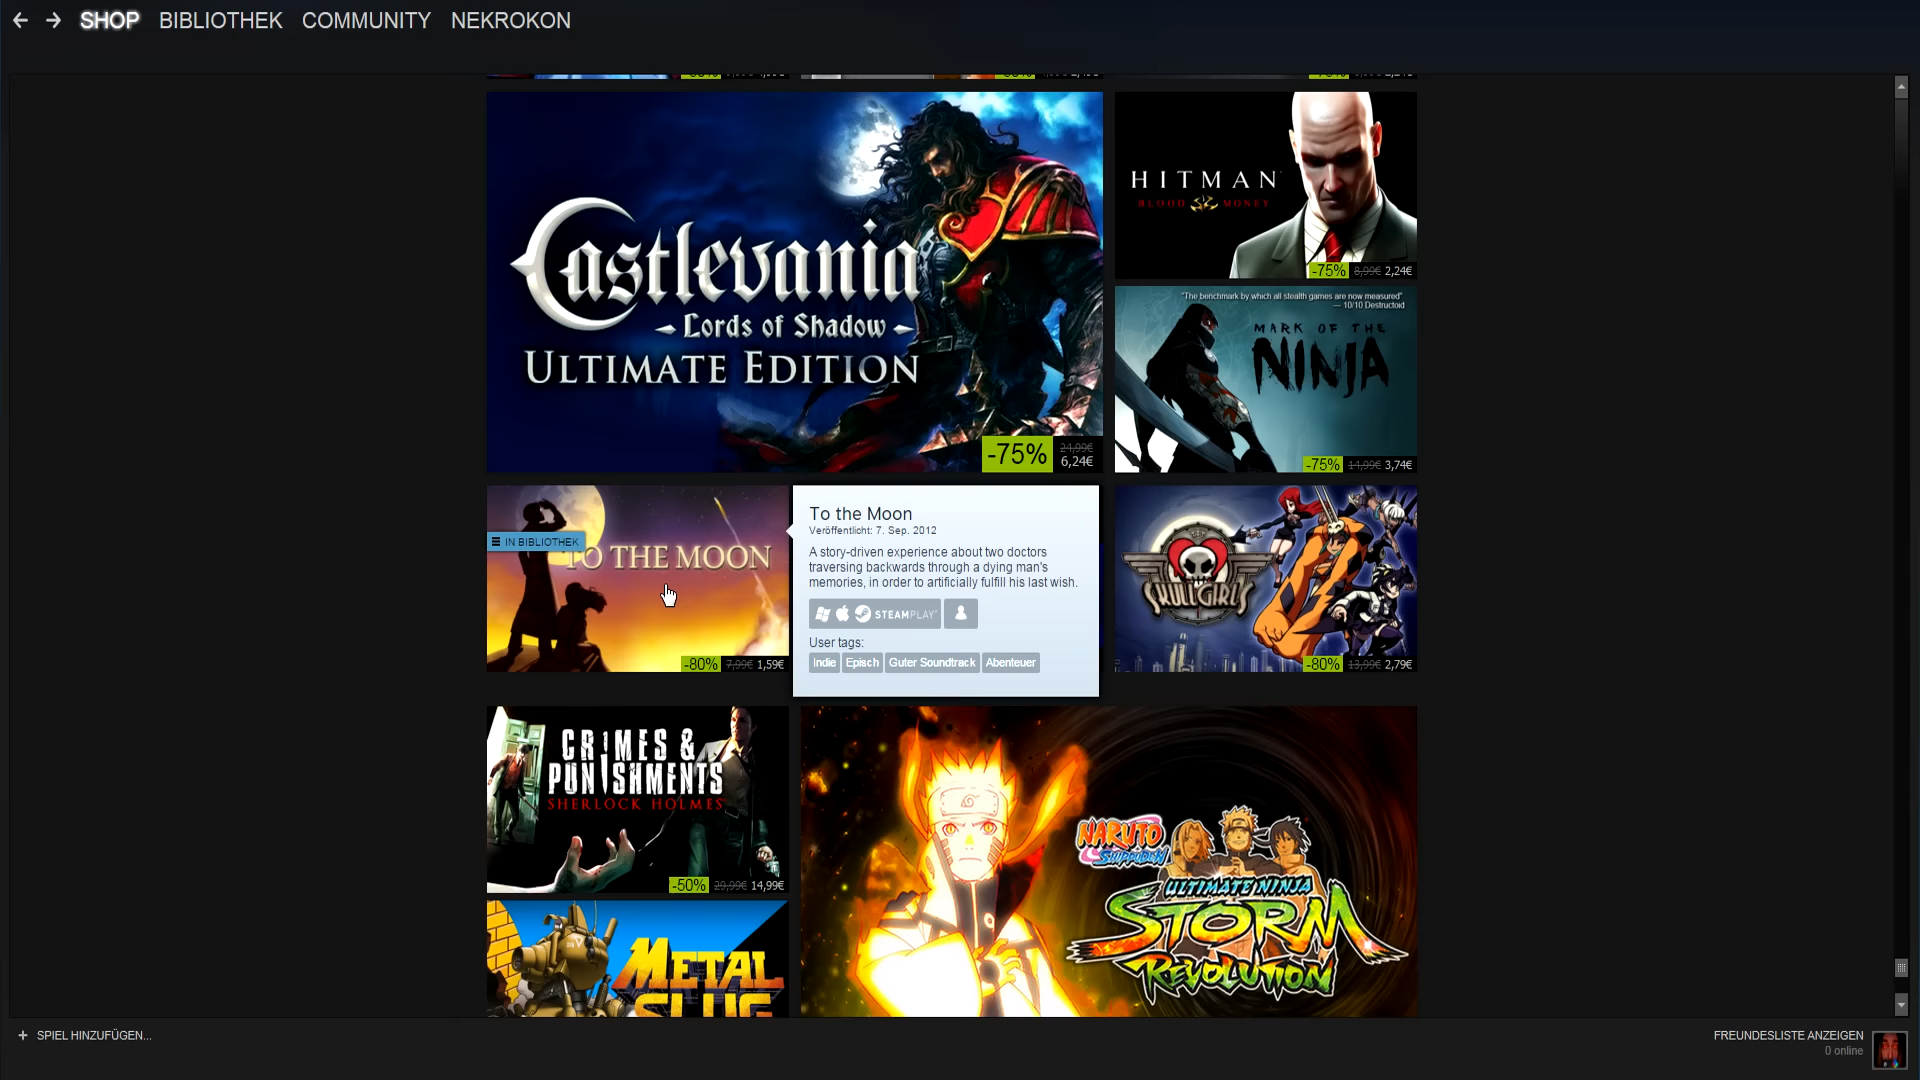 SHOP BIBLIOTHEK COMMUNITY NEKROKON
Castlevania
Lords of Shadow
ULTIMATE EDITION
-75% 24,99€
6,24€
HITMAN
BLOOD MONEY
-75% 8,99€ 2,24€
"The benchmark by which all stealth games are now measured"
— 10/10 Destructoid
MARK OF THE
NINJA
-75% 14,99€ 3,74€
IN BIBLIOTHEK
TO THE MOON
-80% 7,99€ 1,59€
To the Moon
Veröffentlicht: 7. Sep. 2012
A story-driven experience about two doctors
traversing backwards through a dying man's
memories, in order to artificially fulfill his last wish.
STEAMPLAY
User tags:
Indie Episch Guter Soundtrack Abenteuer
SKULLGIRLS
-80% 13,99€ 2,79€
CRIMES &
PUNISHMENTS
SHERLOCK HOLMES
-50% 29,99€ 14,99€
METAL
SLUG
NARUTO
SHIPPUDEN
ULTIMATE NINJA
STORM
REVOLUTION
SPIEL HINZUFÜGEN...
FREUNDESLISTE ANZEIGEN
0 online